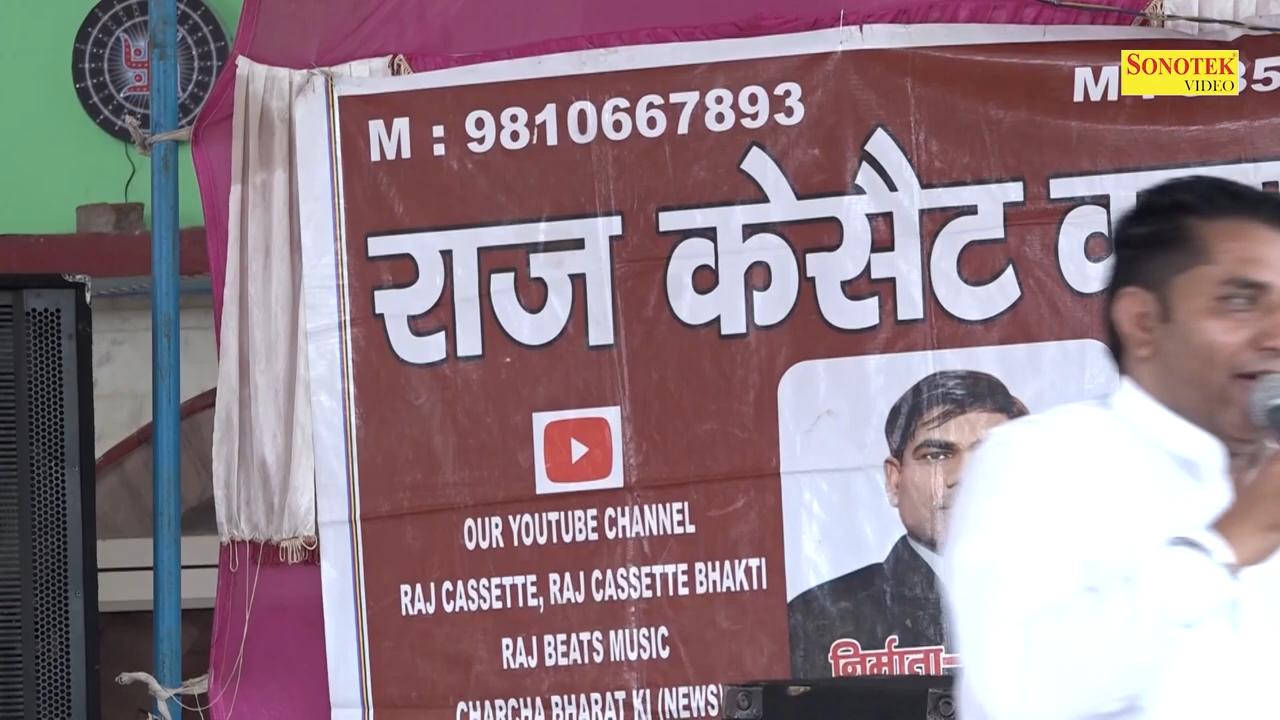 SONOTEK
VIDEO
M : 9810667893
राज केसैट
OUR YOUTUBE CHANNEL
RAJ CASSETTE, RAJ CASSETTE BHAKTI
RAJ BEATS MUSIC
CHARCHA BHARAT KI (NEWS)
निर्माता